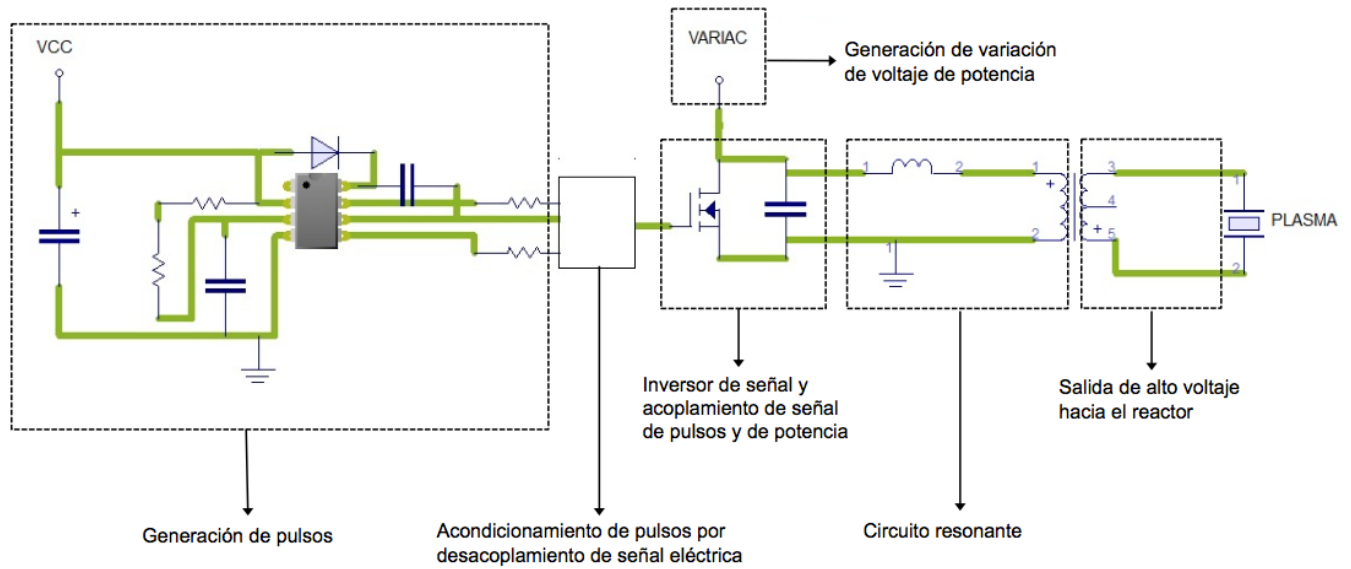 VCC
VARIAC
Generación de variación
de voltaje de potencia
1
2
1
2
+
3
4
5
+
1
1
2
PLASMA
+
Inversor de señal y
acoplamiento de señal
de pulsos y de potencia
Salida de alto voltaje
hacia el reactor
Generación de pulsos
Acondicionamiento de pulsos por
desacoplamiento de señal eléctrica
Circuito resonante